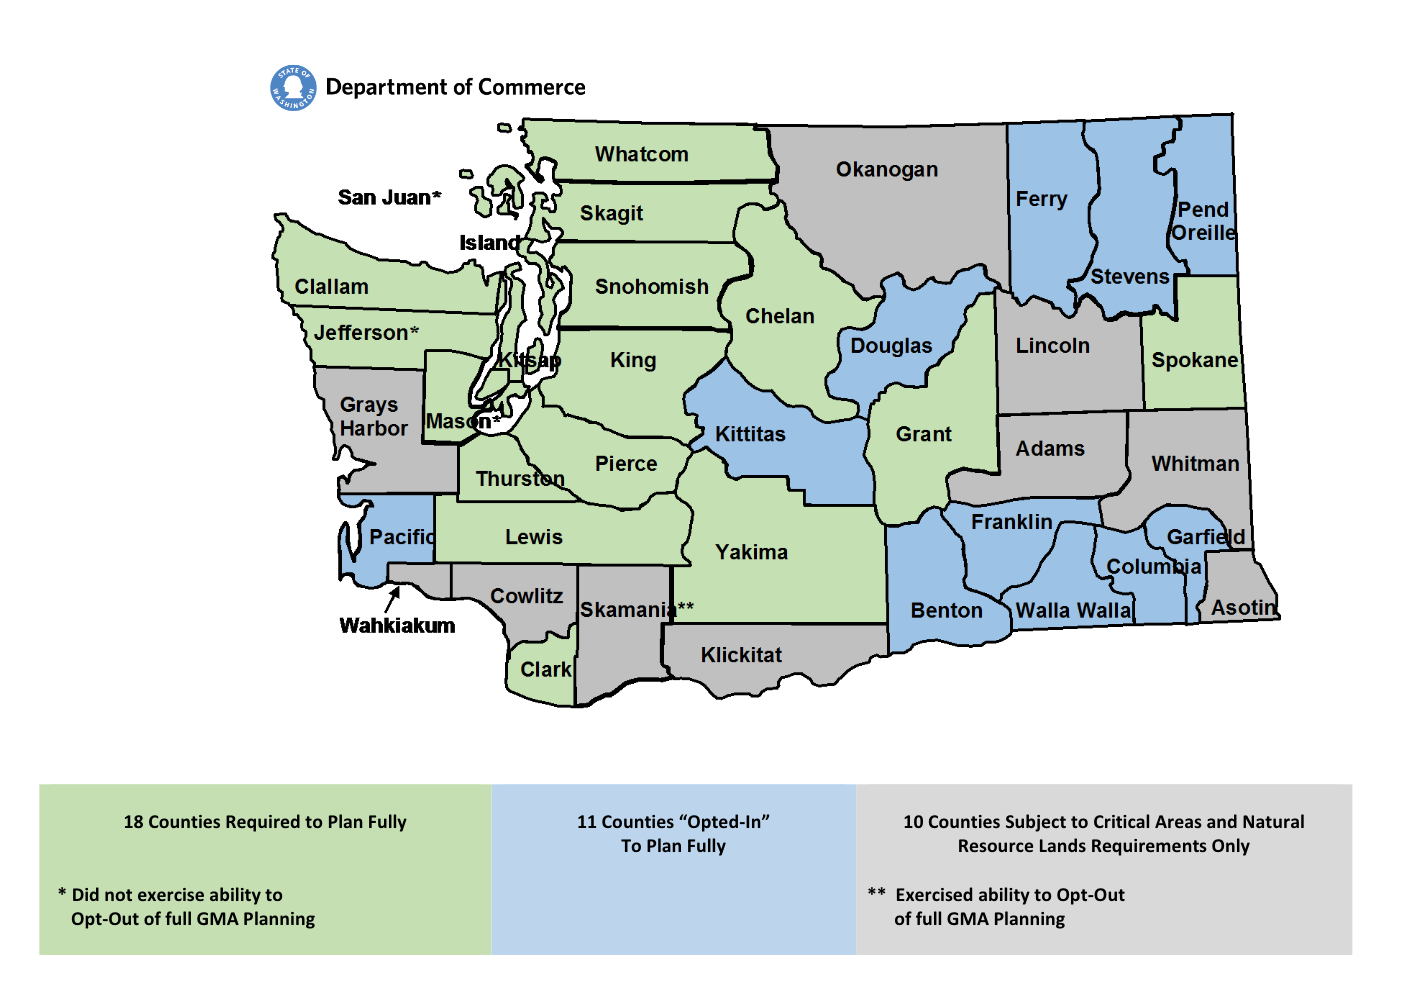 STATE OF
WASHINGTON
Department of Commerce
Whatcom
Okanogan
San Juan*
Ferry
Skagit
Pend
Oreille
Island
Stevens
Clallam
Snohomish
Chelan
Jefferson*
Douglas
Lincoln
Kitsap
King
Spokane
Grays
Harbor
Mason*
Kittitas
Grant
Adams
Pierce
Whitman
Thurston
Franklin
Pacific
Lewis
Garfield
Yakima
Columbia
Cowlitz
Skamania**
Benton
Walla Walla
Asotin
Wahkiakum
Klickitat
Clark
18 Counties Required to Plan Fully
* Did not exercise ability to
Opt-Out of full GMA Planning
11 Counties “Opted-In”
To Plan Fully
10 Counties Subject to Critical Areas and Natural
Resource Lands Requirements Only
** Exercised ability to Opt-Out
of full GMA Planning